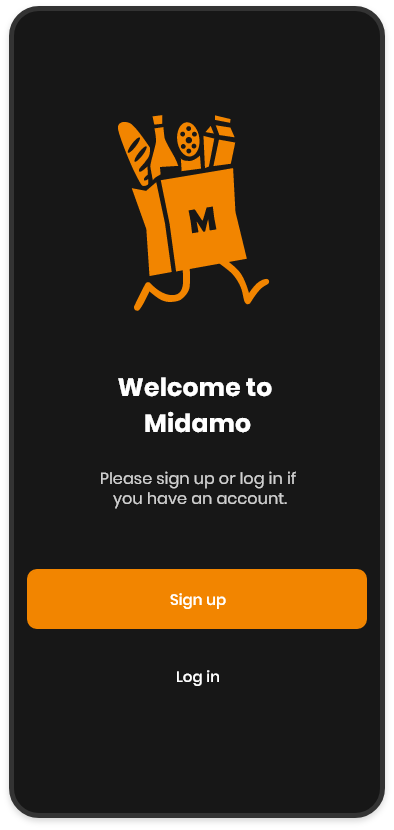 M
Welcome to
Midamo
Please sign up or log in if
you have an account.
Sign up
Log in